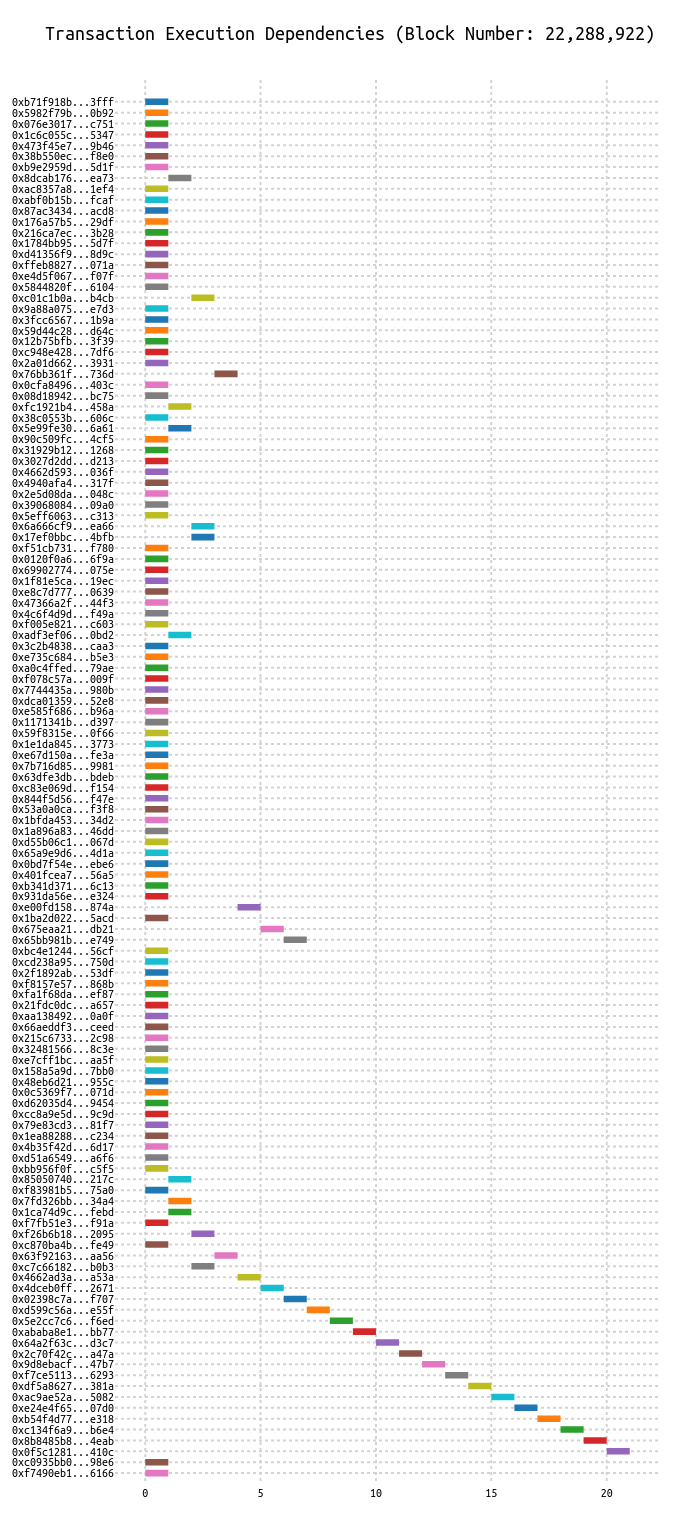 Transaction Execution Dependencies (Block Number: 22,288,922)
0xb71f918b...3fff
0x5982f79b...0b92
0x076e3017...c751
0x1c6c055c...5347
0x473f45e7...9b46
0x38b550ec...f8e0
0xb9e2959d...5d1f
0x8dcab176...ea73
0xac8357a8...1ef4
0xabf0b15b...fcaf
0x87ac3434...acd8
0x176a57b5...29df
0x216ca7ec...3b28
0x1784bb95...5d7f
0xd41356f9...8d9c
0xffeb8827...071a
0xe4d5f067...f07f
0x5844820f...6104
0xc01c1b0a...b4cb
0x9a88a075...e7d3
0x3fcc6567...1b9a
0x59d44c28...d64c
0x12b75bfb...3f39
0xc948e428...7df6
0x2a01d662...3931
0x76bb361f...736d
0x0cfa8496...403c
0x08d18942...bc75
0xfc1921b4...458a
0x38c0553b...606c
0x5e99fe30...6a61
0x90c509fc...4cf5
0x31929b12...1268
0x3027d2dd...d213
0x4662d593...036f
0x4940afa4...317f
0x2e5d08da...048c
0x39068084...09a0
0x5eff6063...c313
0x6a666cf9...ea66
0x17ef0bbc...4bfb
0xf51cb731...f780
0x0120f0a6...6f9a
0x69902774...075e
0x1f81e5ca...19ec
0xe8c7d777...0639
0x47366a2f...44f3
0x4c6f4d9d...f49a
0xf005e821...c603
0xadf3ef06...0bd2
0x3c2b4838...caa3
0xe735c684...b5e3
0xa0c4ffed...79ae
0xf078c57a...009f
0x7744435a...980b
0xdca01359...52e8
0xe585f686...b96a
0x1171341b...d397
0x59f8315e...0f66
0x1e1da845...3773
0xe67d150a...fe3a
0x7b716d85...9981
0x63dfe3db...bdeb
0xc83e069d...f154
0x844f5d56...f47e
0x53a0a0ca...f3f8
0x1bfda453...34d2
0x1a896a83...46dd
0xd55b06c1...067d
0x65a9e9d6...4d1a
0x0bd7f54e...ebe6
0x401fcea7...56a5
0xb341d371...6c13
0x931da56e...e324
0xe00fd158...874a
0x1ba2d022...5acd
0x675eaa21...db21
0x65bb981b...e749
0xbc4e1244...56cf
0xcd238a95...750d
0x2f1892ab...53df
0xf8157e57...868b
0xfa1f68da...ef87
0x21fdc0dc...a657
0xaa138492...0a0f
0x66aeddf3...ceed
0x215c6733...2c98
0x32481566...8c3e
0xe7cff1bc...aa5f
0x158a5a9d...7bb0
0x48eb6d21...955c
0x0c5369f7...071d
0xd62035d4...9454
0xcc8a9e5d...9c9d
0x79e83cd3...81f7
0x1ea88288...c234
0x4b35f42d...6d17
0xd51a6549...a6f6
0xbb956f0f...c5f5
0x85050740...217c
0xf83981b5...75a0
0x7fd326bb...34a4
0x1ca74d9c...febd
0xf7fb51e3...f91a
0xf26b6b18...2095
0xc870ba4b...fe49
0x63f92163...aa56
0xc7c66182...b0b3
0x4662ad3a...a53a
0x4dceb0ff...2671
0x02398c7a...f707
0xd599c56a...e55f
0x5e2cc7c6...f6ed
0xababa8e1...bb77
0x64a2f63c...d3c7
0x2c70f42c...a47a
0x9d8ebacf...47b7
0xf7ce5113...6293
0xdf5a8627...381a
0xac9ae52a...5082
0xe24e4f65...07d0
0xb54f4d77...e318
0xc134f6a9...b6e4
0x8b8485b8...4eab
0x0f5c1281...410c
0xc0935bb0...98e6
0xf7490eb1...6166
0 5 10 15 20